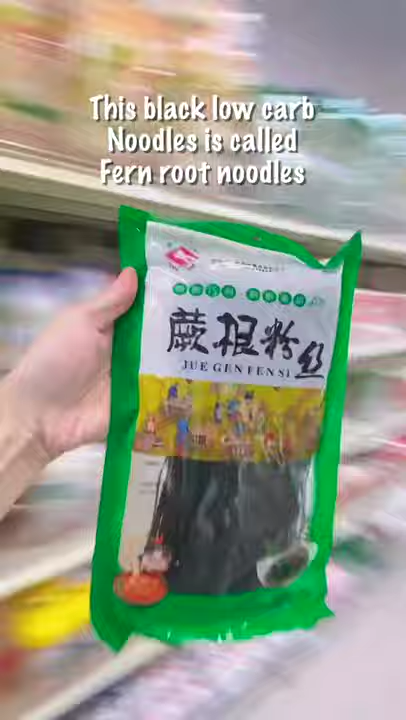 This black low carb
Noodles is called
Fern root noodles
蕨根粉丝
JUE GEN FEN SI